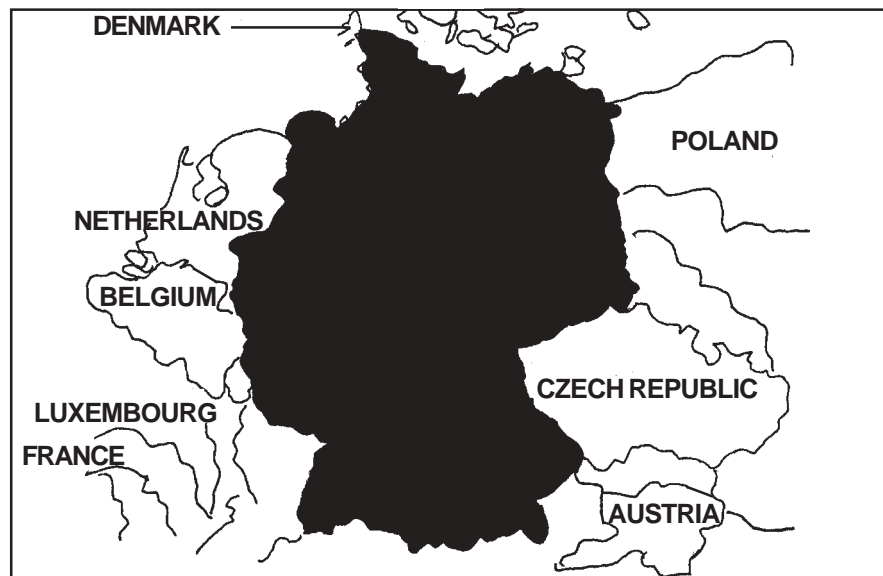 DENMARK
POLAND
NETHERLANDS
BELGIUM
CZECH REPUBLIC
LUXEMBOURG
FRANCE
AUSTRIA